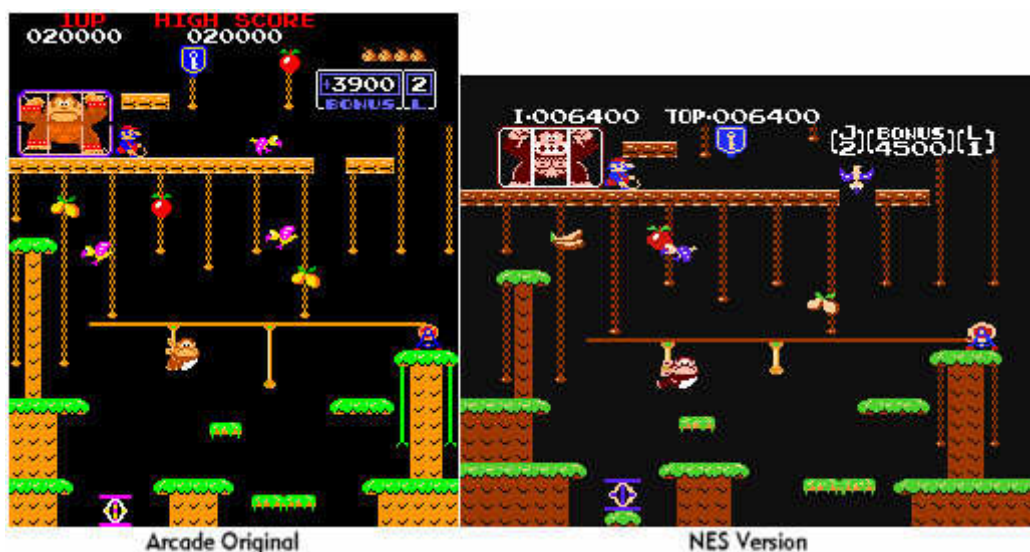 1UP HIGH SCORE
020000 020000
+3900 2
BONUS L
I-006400 TOP-006400
J BONUS L
2 4500 1
Arcade Original
NES Version